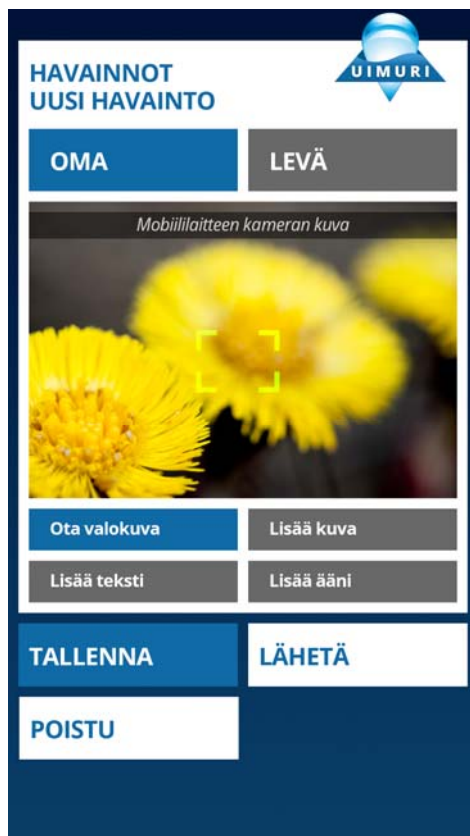 UIMURI
HAVAINNOT
UUSI HAVAINTO
OMA
LEVÄ
Mobiililaitteen kameran kuva
Ota valokuva
Lisää kuva
Lisää teksti
Lisää ääni
TALLENNA
LÄHETÄ
POISTU